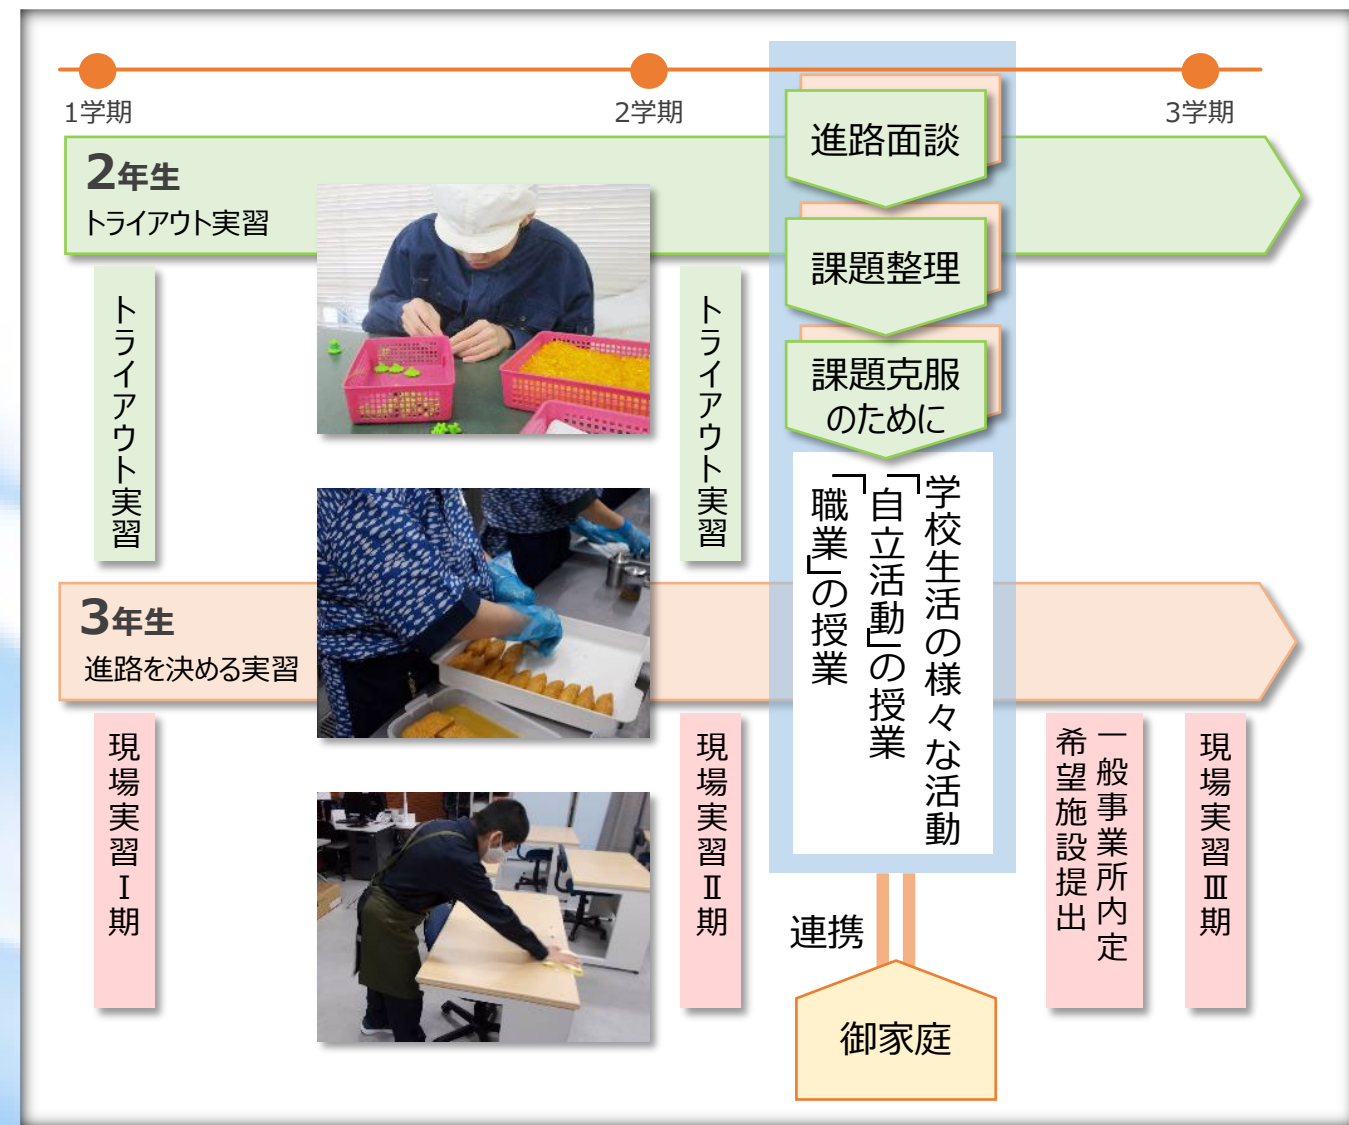 1学期
2学期
3学期
2年生
トライアウト実習
進路面談
課題整理
課題克服
のために
トライアウト実習
トライアウト実習
学校生活の様々な活動
「自立活動」の授業
「職業」の授業
3年生
進路を決める実習
現場実習Ⅰ期
現場実習Ⅱ期
一般事業所内定
希望施設提出
現場実習Ⅲ期
連携
御家庭